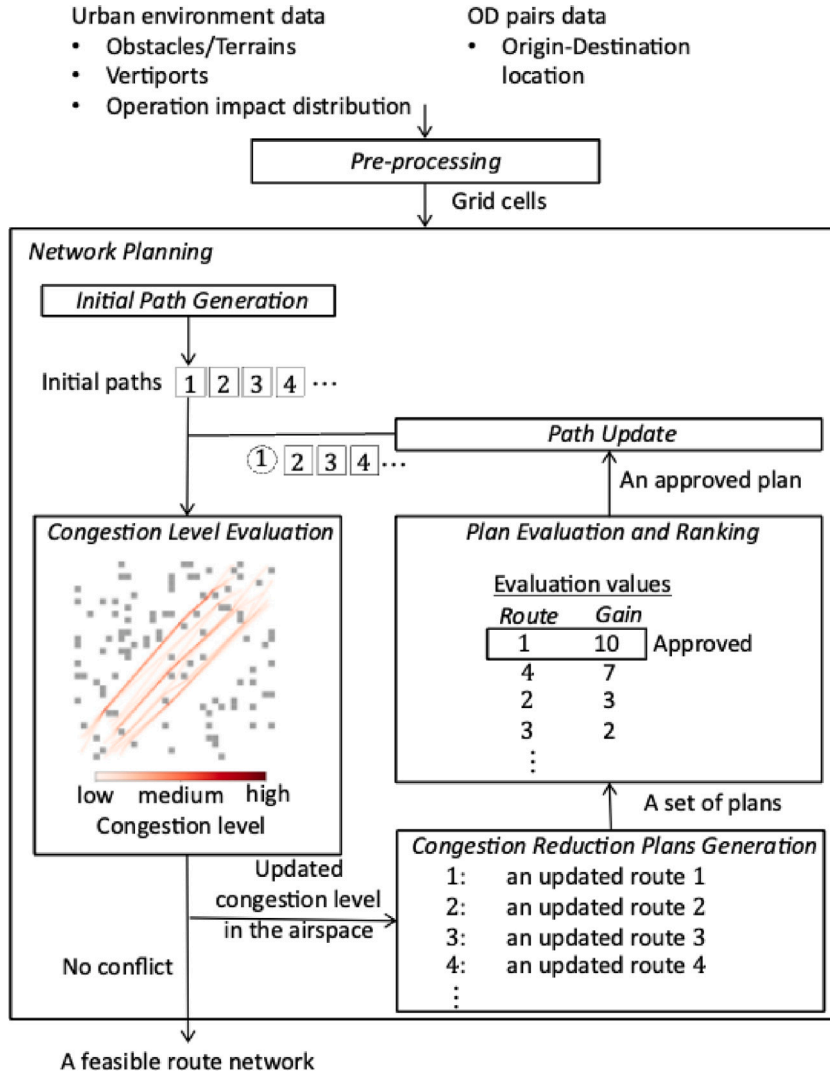 Urban environment data
• Obstacles/Terrains
• Vertiports
• Operation impact distribution
OD pairs data
• Origin-Destination
location
Pre-processing
Grid cells
Network Planning
Initial Path Generation
Initial paths 1 2 3 4 ...
Path Update
1 2 3 4 ...
An approved plan
Congestion Level Evaluation
low medium high
Congestion level
Plan Evaluation and Ranking
Evaluation values
Route Gain
1 10 Approved
4 7
2 3
3 2
⋮
A set of plans
Updated
congestion level
in the airspace
Congestion Reduction Plans Generation
1: an updated route 1
2: an updated route 2
3: an updated route 3
4: an updated route 4
⋮
No conflict
A feasible route network